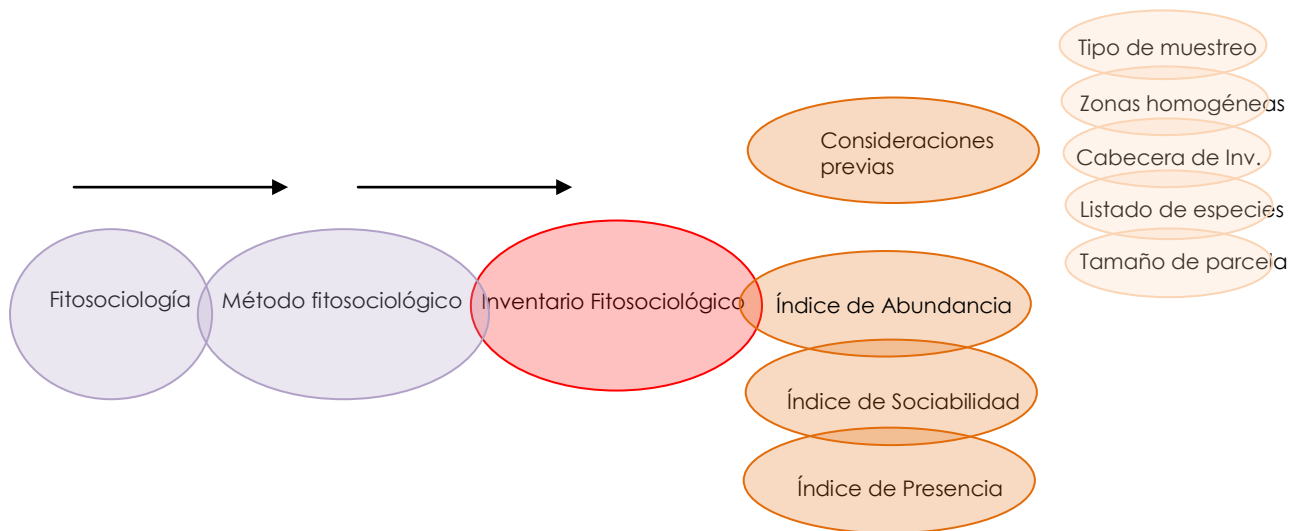 Tipo de muestreo
Zonas homogéneas
Cabecera de Inv.
Listado de especies
Tamaño de parcela
Consideraciones
previas
Fitosociología
Método fitosociológico
Inventario Fitosociológico
Índice de Abundancia
Índice de Sociabilidad
Índice de Presencia